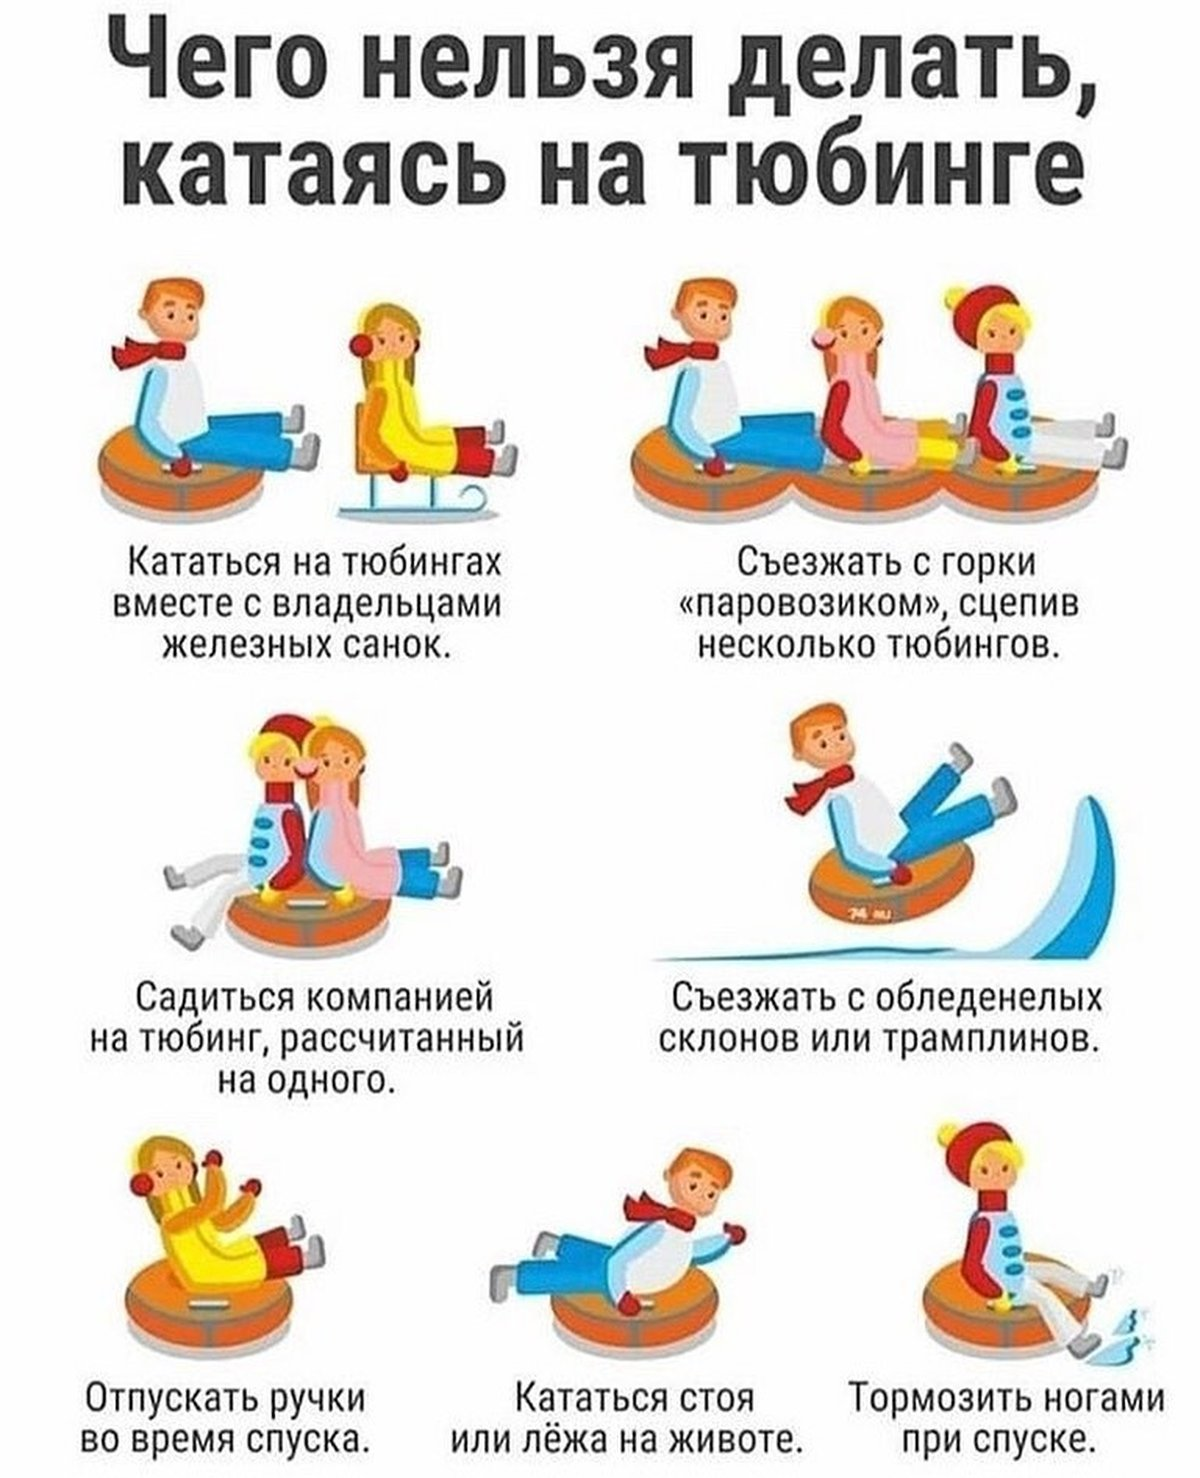 Чего нельзя делать,
катаясь на тюбинге
Кататься на тюбингах
вместе с владельцами
железных санок.
Съезжать с горки
«паровозиком», сцепив
несколько тюбингов.
Садиться компанией
на тюбинг, рассчитанный
на одного.
Съезжать с обледенелых
склонов или трамплинов.
Отпускать ручки
во время спуска.
Кататься стоя
или лёжа на животе.
Тормозить ногами
при спуске.